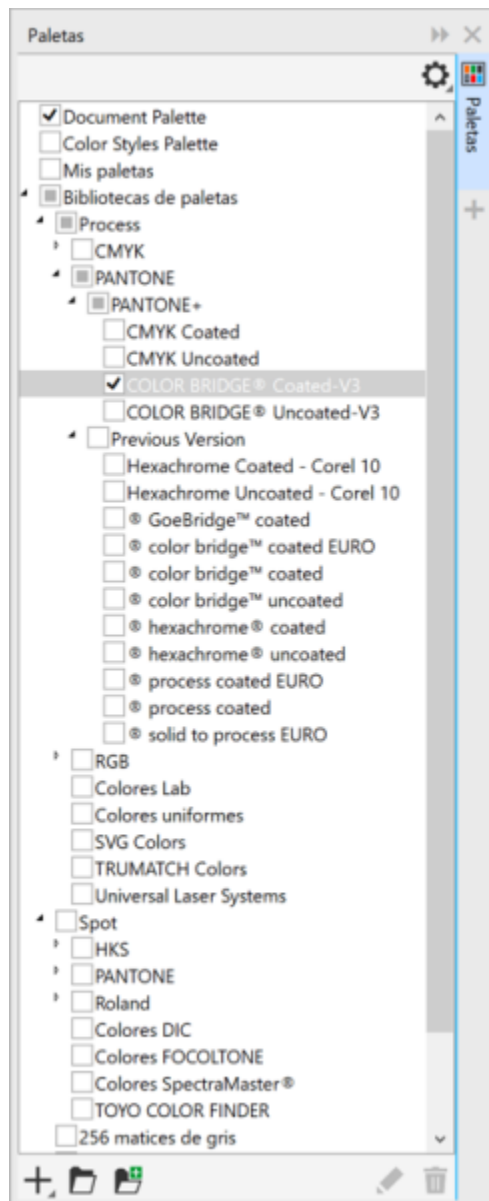 Paletas
Paletas
Document Palette
Color Styles Palette
Mis paletas
Bibliotecas de paletas
Process
CMYK
PANTONE
PANTONE+
CMYK Coated
CMYK Uncoated
COLOR BRIDGE® Coated-V3
COLOR BRIDGE® Uncoated-V3
Previous Version
Hexachrome Coated - Corel 10
Hexachrome Uncoated - Corel 10
® GoeBridge™ coated
® color bridge™ coated EURO
® color bridge™ coated
® color bridge™ uncoated
® hexachrome® coated
® hexachrome® uncoated
® process coated EURO
® process coated
® solid to process EURO
RGB
Colores Lab
Colores uniformes
SVG Colors
TRUMATCH Colors
Universal Laser Systems
Spot
HKS
PANTONE
Roland
Colores DIC
Colores FOCOLTONE
Colores SpectraMaster®
TOYO COLOR FINDER
256 matices de gris